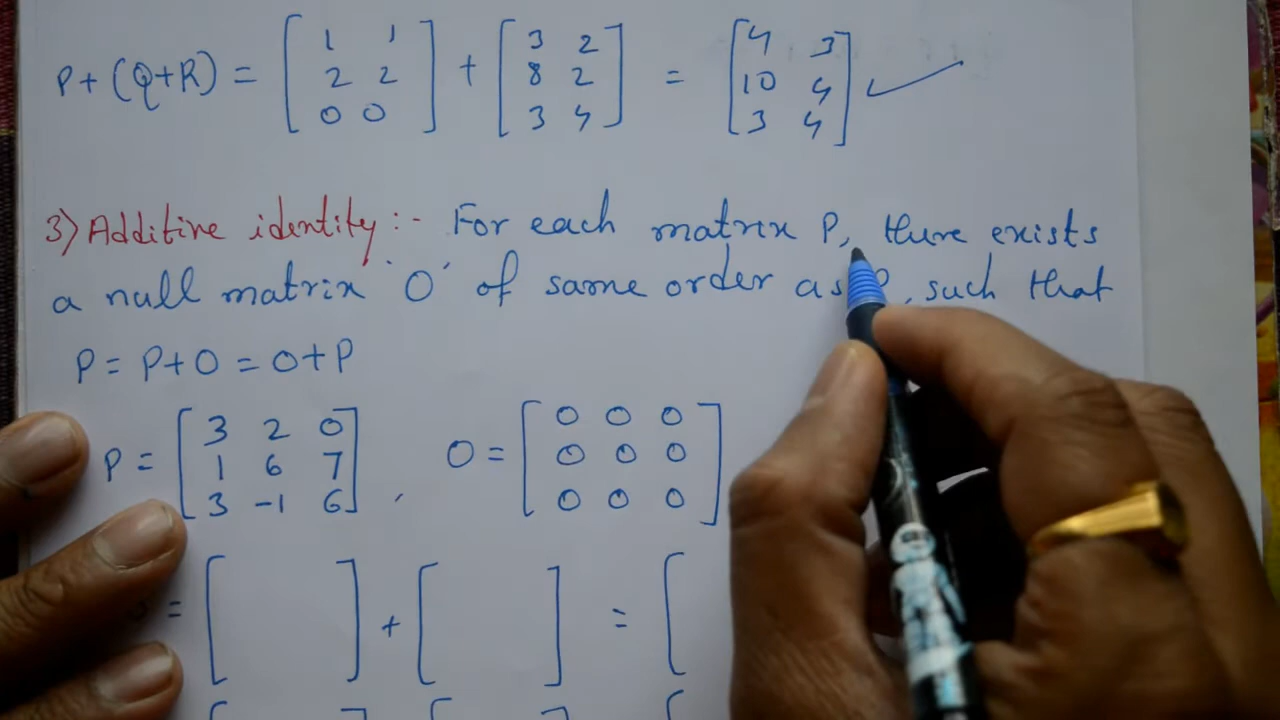 P+(Q+R) = [1 1 2 2 0 0] + [3 2 8 2 3 4] = [4 3 10 4 3 4] ✓
3) Additive identity :- For each matrix P, there exists
a null matrix 'O' of same order as P, such that
P = P+O = O+P
P = [3 2 0 1 6 7 3 -1 6], O = [0 0 0 0 0 0 0 0 0]
= [ ] + [ ] = [